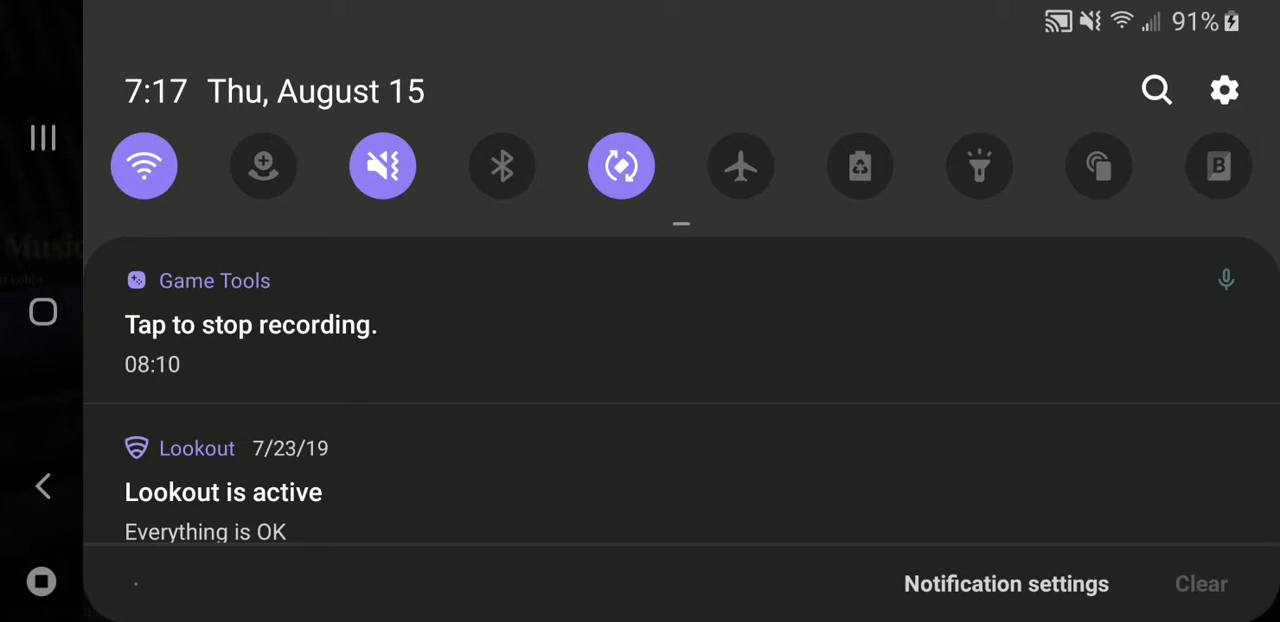 91%
7:17 Thu, August 15
B
Music
Game Tools
Tap to stop recording.
08:10
Lookout 7/23/19
Lookout is active
Everything is OK
Notification settings Clear